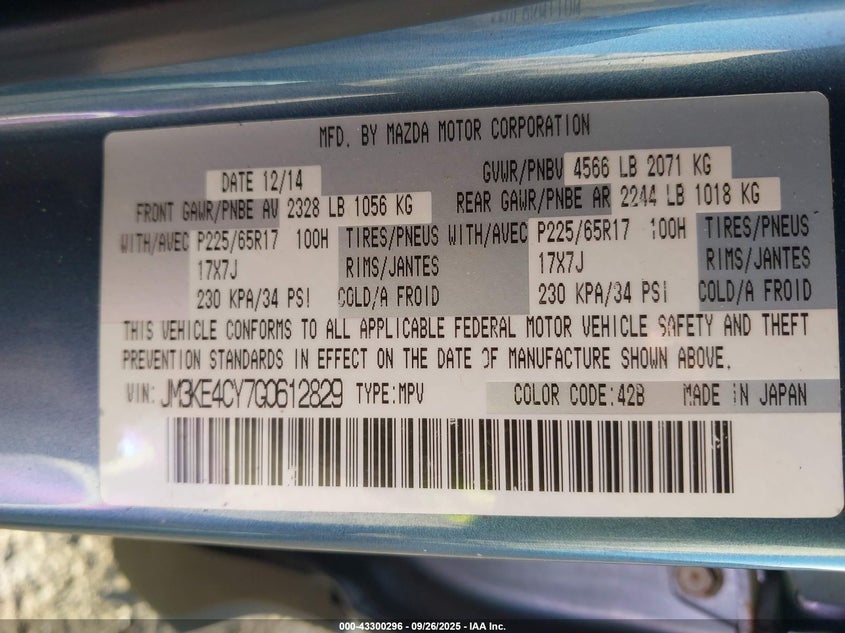 MFD. BY MAZDA MOTOR CORPORATION
DATE 12/14 GVWR/PNBV 4566 LB 2071 KG
FRONT GAWR/PNBE AV 2328 LB 1056 KG REAR GAWR/PNBE AR 2244 LB 1018 KG
WITH/AVEC P225/65R17 100H TIRES/PNEUS WITH/AVEC P225/65R17 100H TIRES/PNEUS
17X7J RIMS/JANTES 17X7J RIMS/JANTES
230 KPA/34 PSI COLD/A FROID 230 KPA/34 PSI COLD/A FROID
THIS VEHICLE CONFORMS TO ALL APPLICABLE FEDERAL MOTOR VEHICLE SAFETY AND THEFT
PREVENTION STANDARDS IN EFFECT ON THE DATE OF MANUFACTURE SHOWN ABOVE.
VIN: JM3KE4CY7G0612829 TYPE:MPV COLOR CODE:42B MADE IN JAPAN
000-43300296 - 09/26/2025 - IAA Inc.